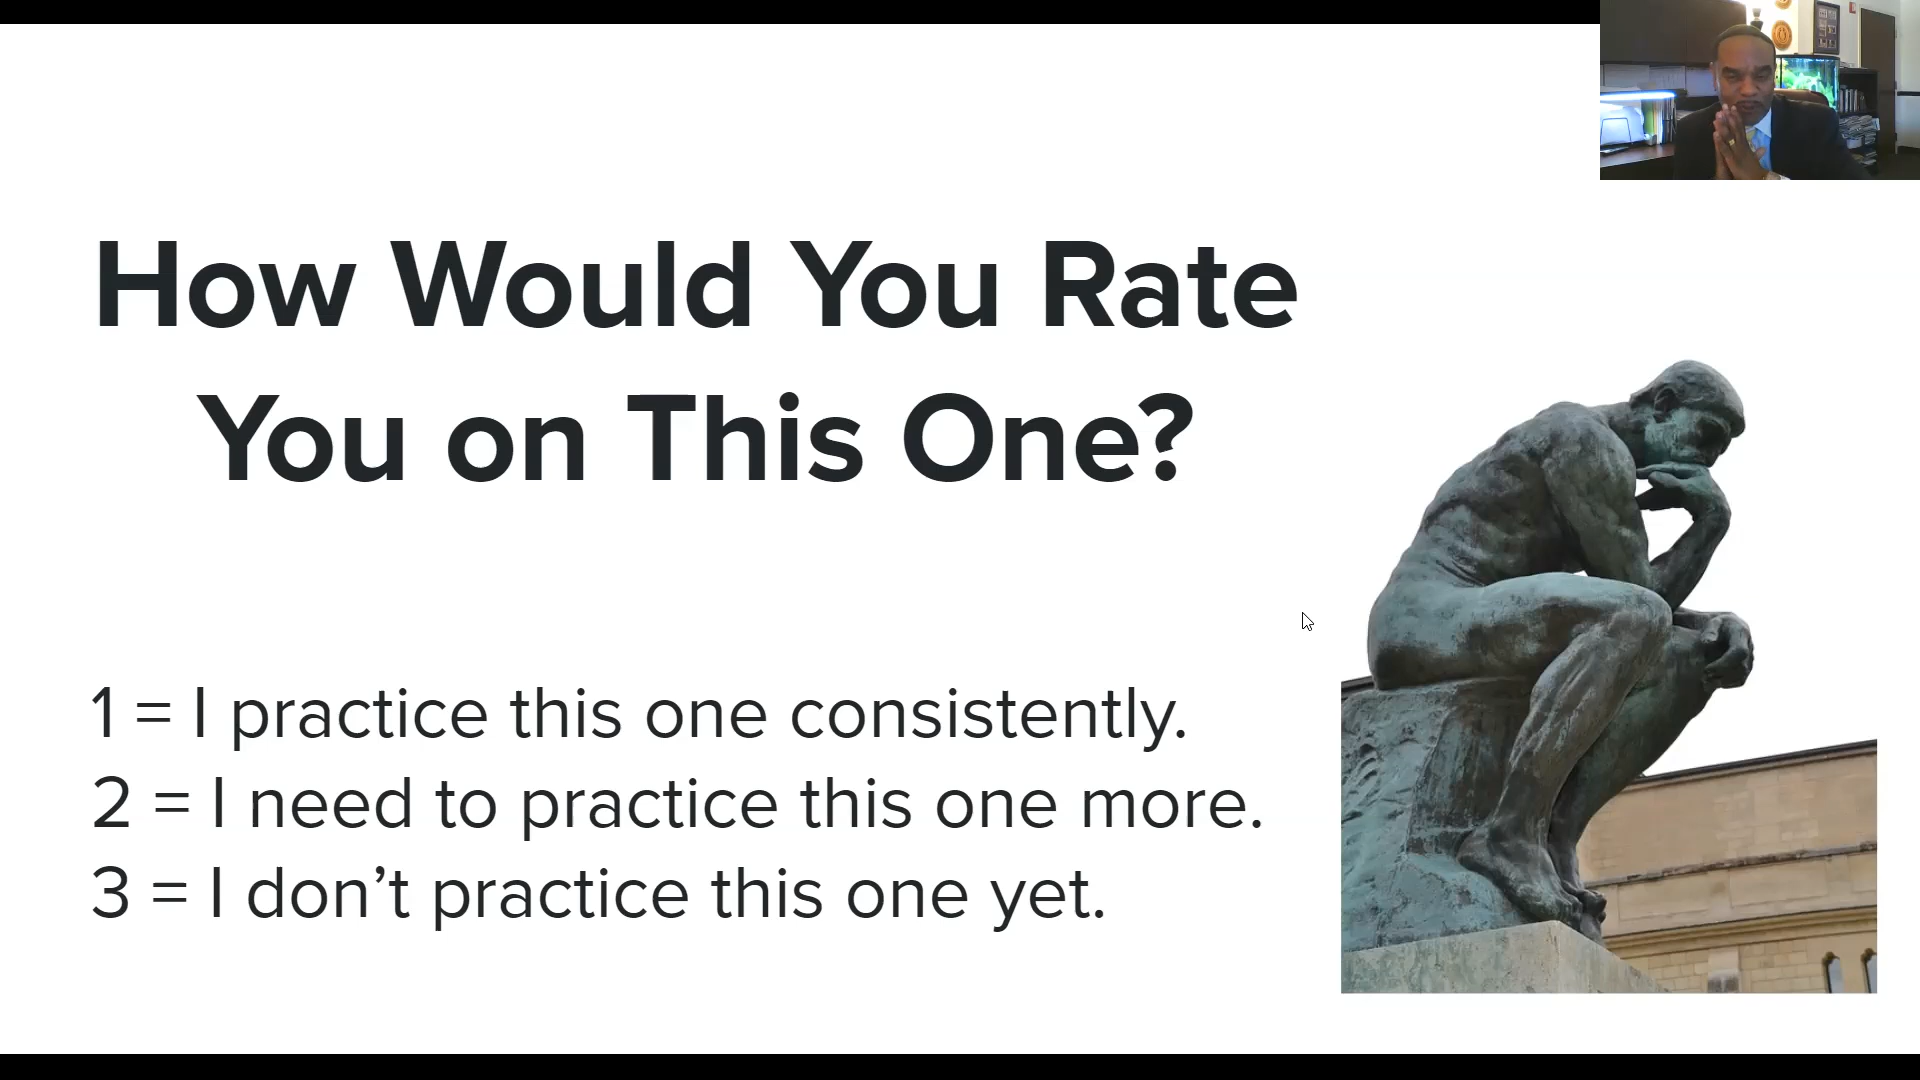 How Would You Rate
You on This One?
1 = I practice this one consistently.
2 = I need to practice this one more.
3 = I don’t practice this one yet.